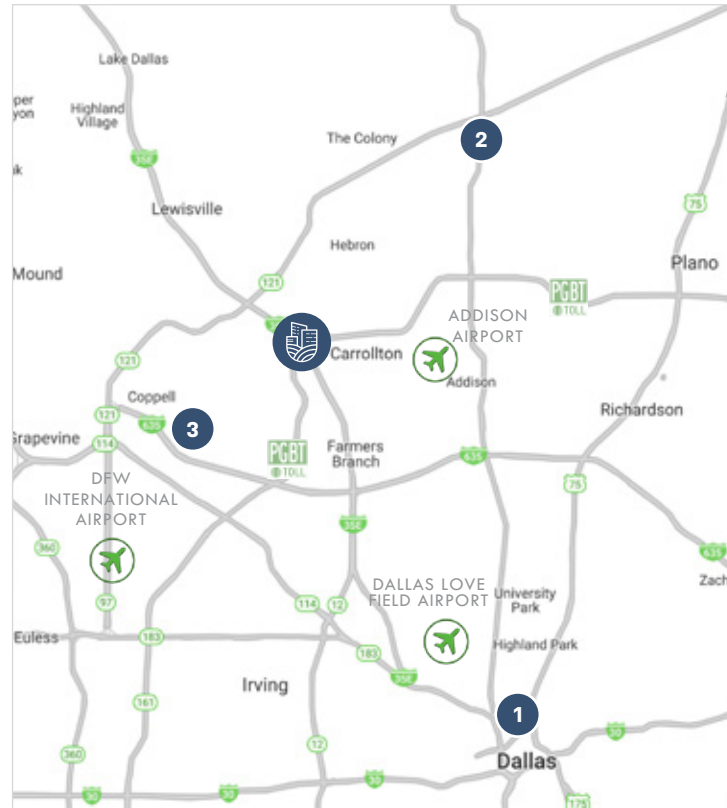 Lake Dallas
per
yon
Highland
Village
The Colony
2
35E
75
Lewisville
Hebron
Mound
Plano
121
PGBT
TOLL
ADDISON
AIRPORT
Carrollton
121
Addison
Coppell
Richardson
121
635
3
Grapevine
114
PGBT
TOLL
Farmers
Branch
635
DFW
INTERNATIONAL
AIRPORT
75
35E
360
635
DALLAS LOVE
FIELD AIRPORT
University
Park
Zach
97
114
12
Euless
183
Highland Park
183
35E
Irving
161
1
30
12
360
Dallas
30
30
30
175